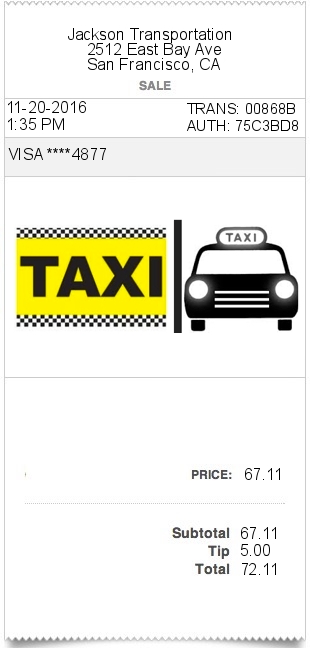 Jackson Transportation
2512 East Bay Ave
San Francisco, CA
SALE
11-20-2016 TRANS: 00868B
1:35 PM AUTH: 75C3BD8
VISA ****4877
TAXI
TAXI
PRICE: 67.11
Subtotal 67.11
Tip 5.00
Total 72.11